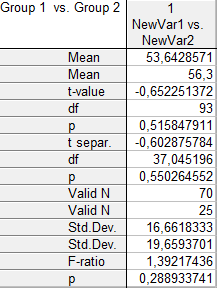 Group 1 vs. Group 2 1
NewVar1 vs.
NewVar2
Mean 53,6428571
Mean 56,3
t-value -0,652251372
df 93
p 0,515847911
t separ. -0,602875784
df 37,045196
p 0,550264552
Valid N 70
Valid N 25
Std.Dev. 16,6618333
Std.Dev. 19,6593701
F-ratio 1,39217436
p 0,288933741